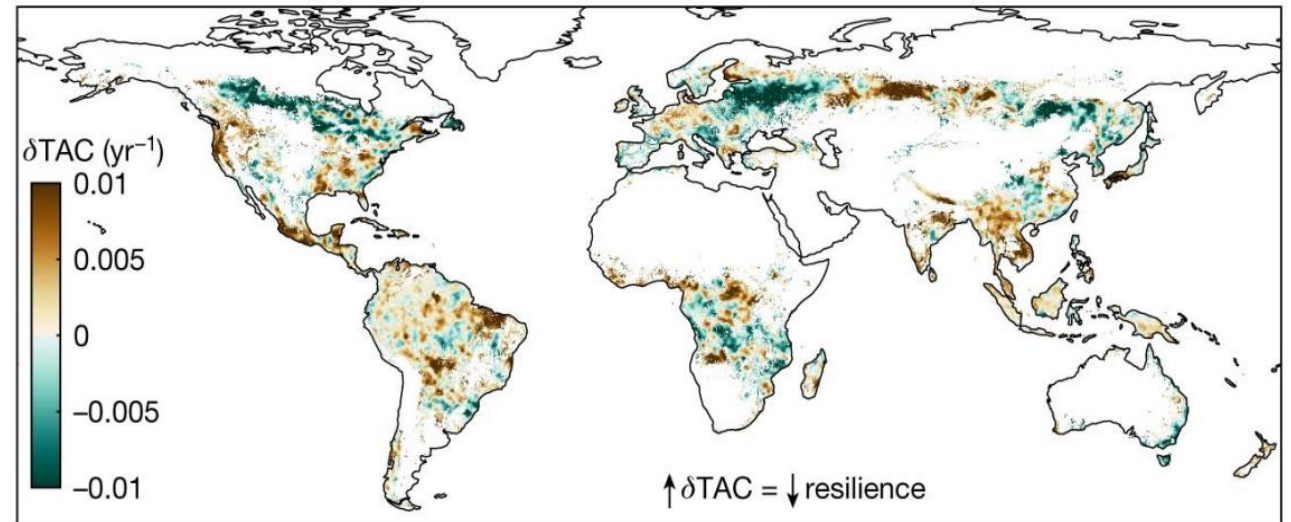 δTAC (yr⁻¹)
0.01
0.005
0
−0.005
−0.01
↑δTAC = ↓resilience